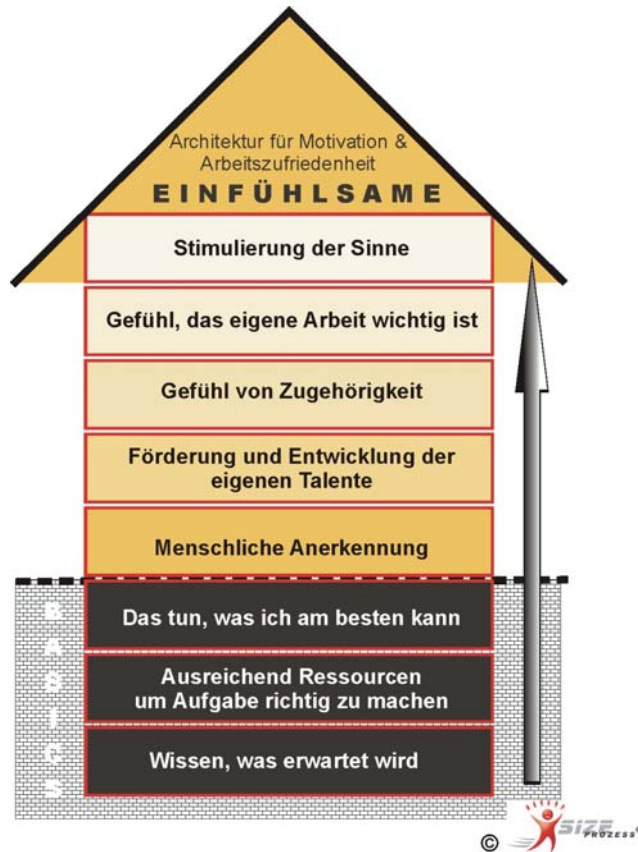 Architektur für Motivation &
Arbeitszufriedenheit
EINFÜHLSAME
Stimulierung der Sinne
Gefühl, das eigene Arbeit wichtig ist
Gefühl von Zugehörigkeit
Förderung und Entwicklung der
eigenen Talente
Menschliche Anerkennung
BASICS
Das tun, was ich am besten kann
Ausreichend Ressourcen
um Aufgabe richtig zu machen
Wissen, was erwartet wird
© SIZE
PROZESS